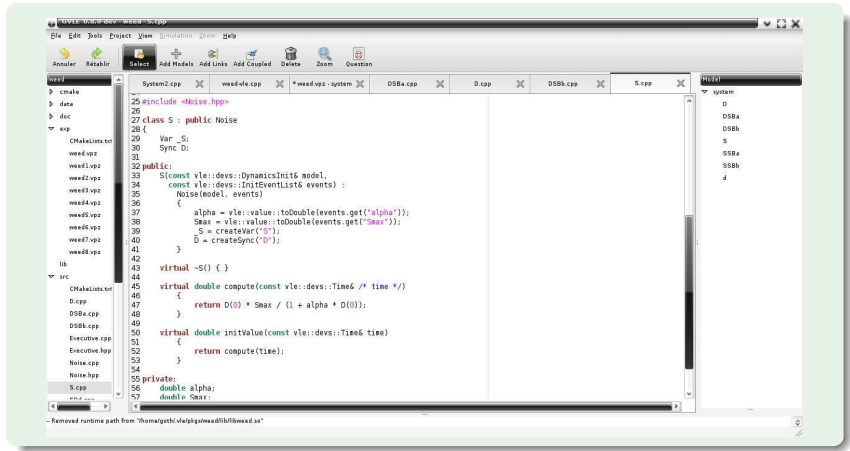 GVLE 0.8.0-dev - weed - S.cpp
File Edit Tools Project View Simulation Zoom Help
Annuler Rétablir Select Add Models Add Links Add Coupled Delete Zoom Question
weed
cmake
data
doc
exp
CMakeLists.txt
weed.vpz
weed1.vpz
weed2.vpz
weed3.vpz
weed4.vpz
weed5.vpz
weed6.vpz
weed7.vpz
weed8.vpz
lib
src
CMakeLists.txt
D.cpp
DSBa.cpp
DSBb.cpp
Executive.cpp
Executive.hpp
Noise.cpp
Noise.hpp
S.cpp
System2.cpp weed-vle.cpp * weed.vpz - system DSBa.cpp D.cpp DSBb.cpp S.cpp
25 #include <Noise.hpp>
26
27 class S : public Noise
28 {
29 Var _S;
30 Sync D;
31
32 public:
33 S(const vle::devs::DynamicsInit& model,
34 const vle::devs::InitEventList& events) :
35 Noise(model, events)
36 {
37 alpha = vle::value::toDouble(events.get("alpha"));
38 Smax = vle::value::toDouble(events.get("Smax"));
39 _S = createVar("S");
40 D = createSync("D");
41 }
42
43 virtual ~S() { }
44
45 virtual double compute(const vle::devs::Time& /* time */)
46 {
47 return D(0) * Smax / (1 + alpha * D(0));
48 }
49
50 virtual double initValue(const vle::devs::Time& time)
51 {
52 return compute(time);
53 }
54
55 private:
56 double alpha;
57 double Smax;
Model
system
D
DSBa
DSBb
S
SSBa
SSBb
d
-- Removed runtime path from "/home/goth/.vle/pkgs/weed/lib/libweed.so"